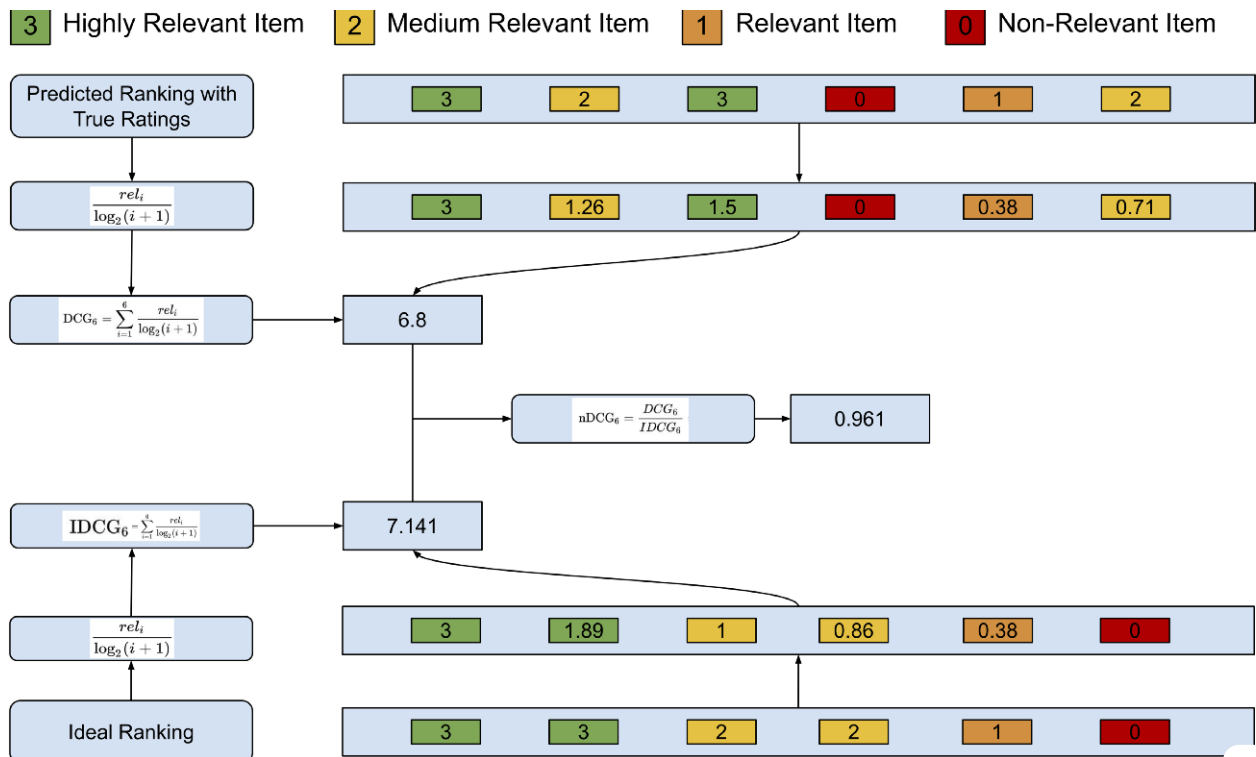 3 Highly Relevant Item 2 Medium Relevant Item 1 Relevant Item 0 Non-Relevant Item
Predicted Ranking with
True Ratings
3 2 3 0 1 2
rel_i / log_2(i + 1)
3 1.26 1.5 0 0.38 0.71
DCG_6 = \sum_{i=1}^{6} rel_i / log_2(i + 1)
6.8
nDCG_6 = DCG_6 / IDCG_6
0.961
IDCG_6 = \sum_{i=1} rel_i / log_2(i + 1)
7.141
rel_i / log_2(i + 1)
3 1.89 1 0.86 0.38 0
Ideal Ranking
3 3 2 2 1 0